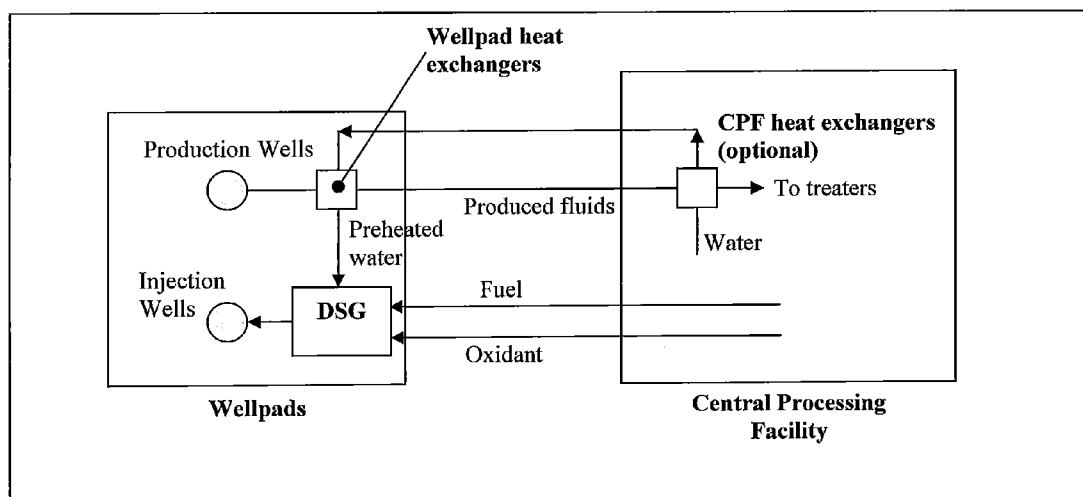 Wellpad heat
exchangers
CPF heat exchangers
(optional)
Production Wells
To treaters
Produced fluids
Preheated
water
Water
Injection
Wells
DSG
Fuel
Oxidant
Wellpads
Central Processing
Facility